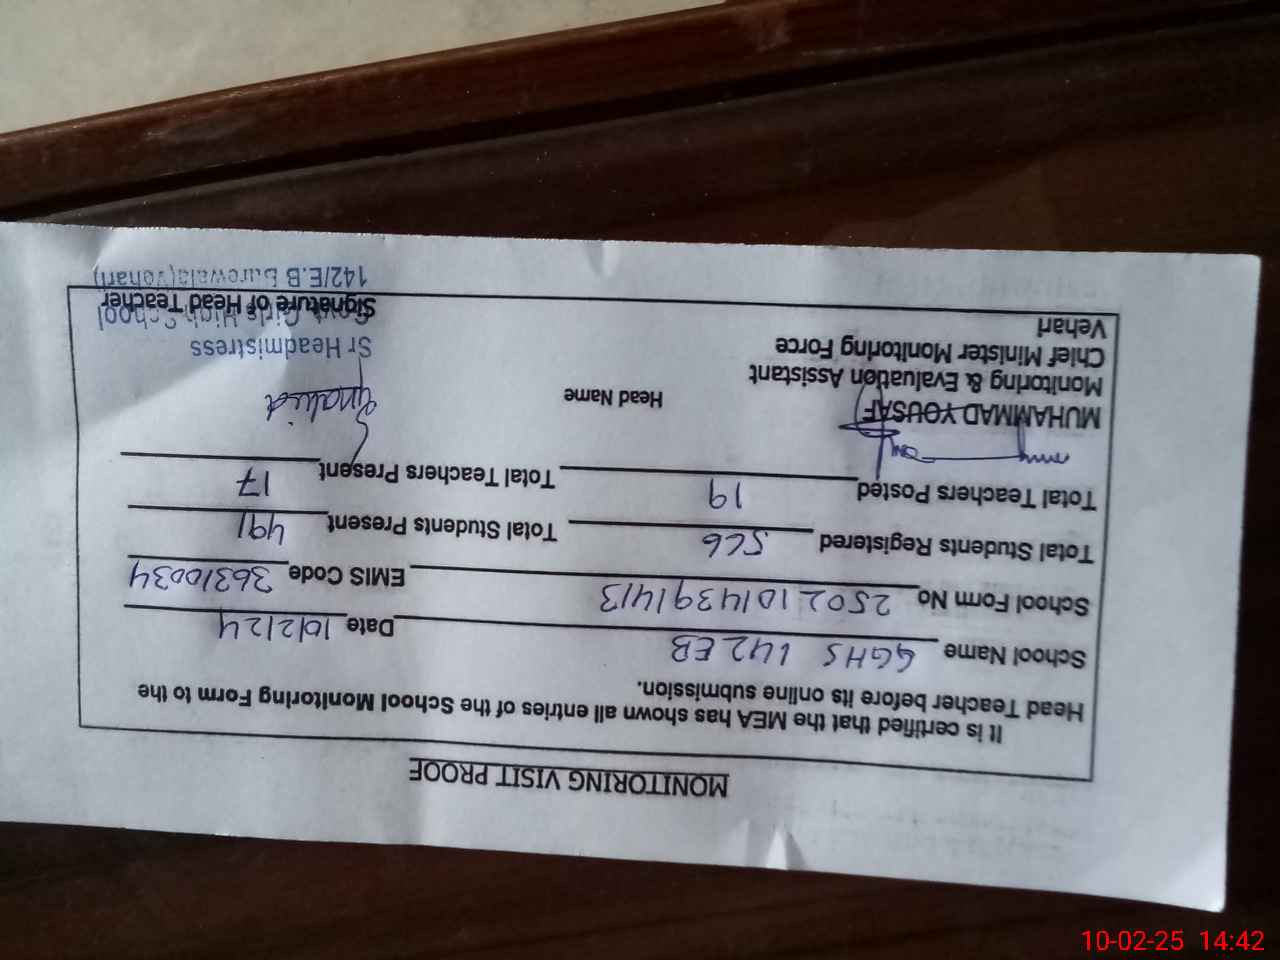 MONITORING VISIT PROOF
It is certified that the MEA has shown all entries of the School Monitoring Form to the
Head Teacher before its online submission.
School Name GGHS 142 EB Date 10/2/24
School Form No 25021014391413 EMIS Code 36310034
Total Students Registered 566 Total Students Present 491
Total Teachers Posted 19 Total Teachers Present 17
MUHAMMAD YOUSAF
Monitoring & Evaluation Assistant
Chief Minister Monitoring Force
Vehari
Head Name
Sr Headmistress
Govt. Girls High School
Signature of Head Teacher
142/E.B Burewala(Vehari)
10-02-25 14:42